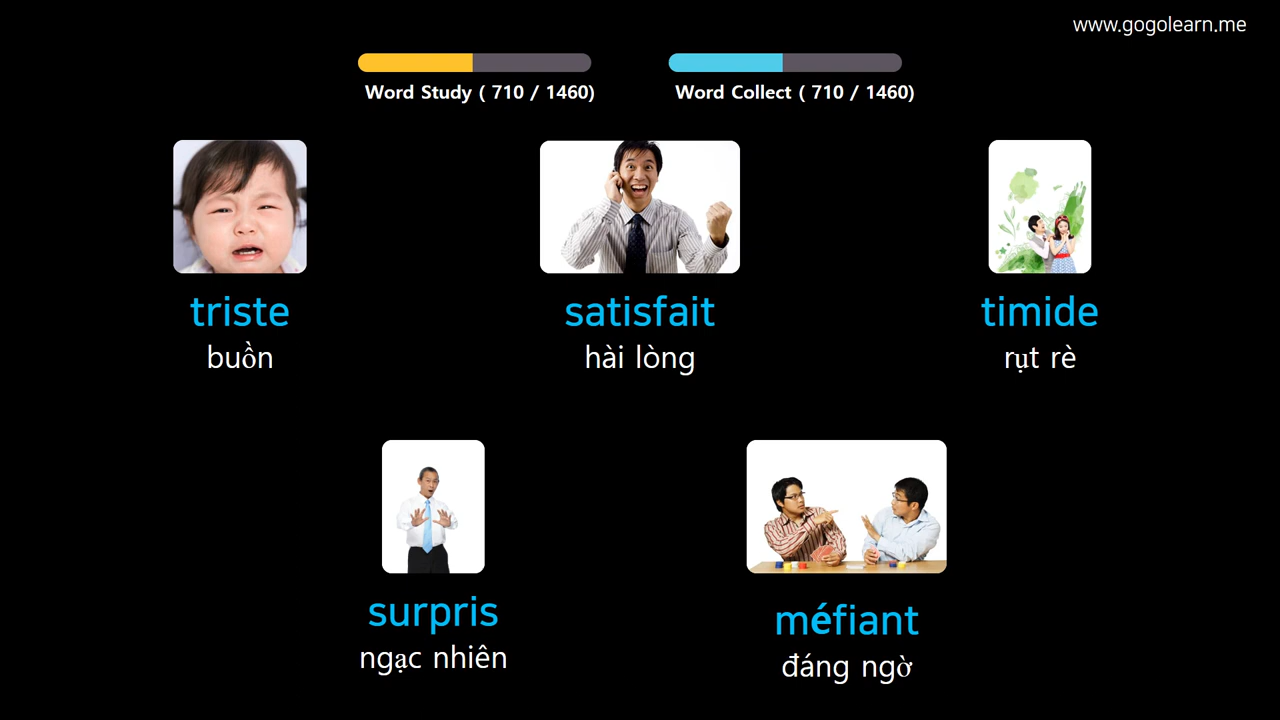 www.gogolearn.me
Word Study ( 710 / 1460)
Word Collect ( 710 / 1460)
triste
buồn
satisfait
hài lòng
timide
rụt rè
surpris
ngạc nhiên
méfiant
đáng ngờ